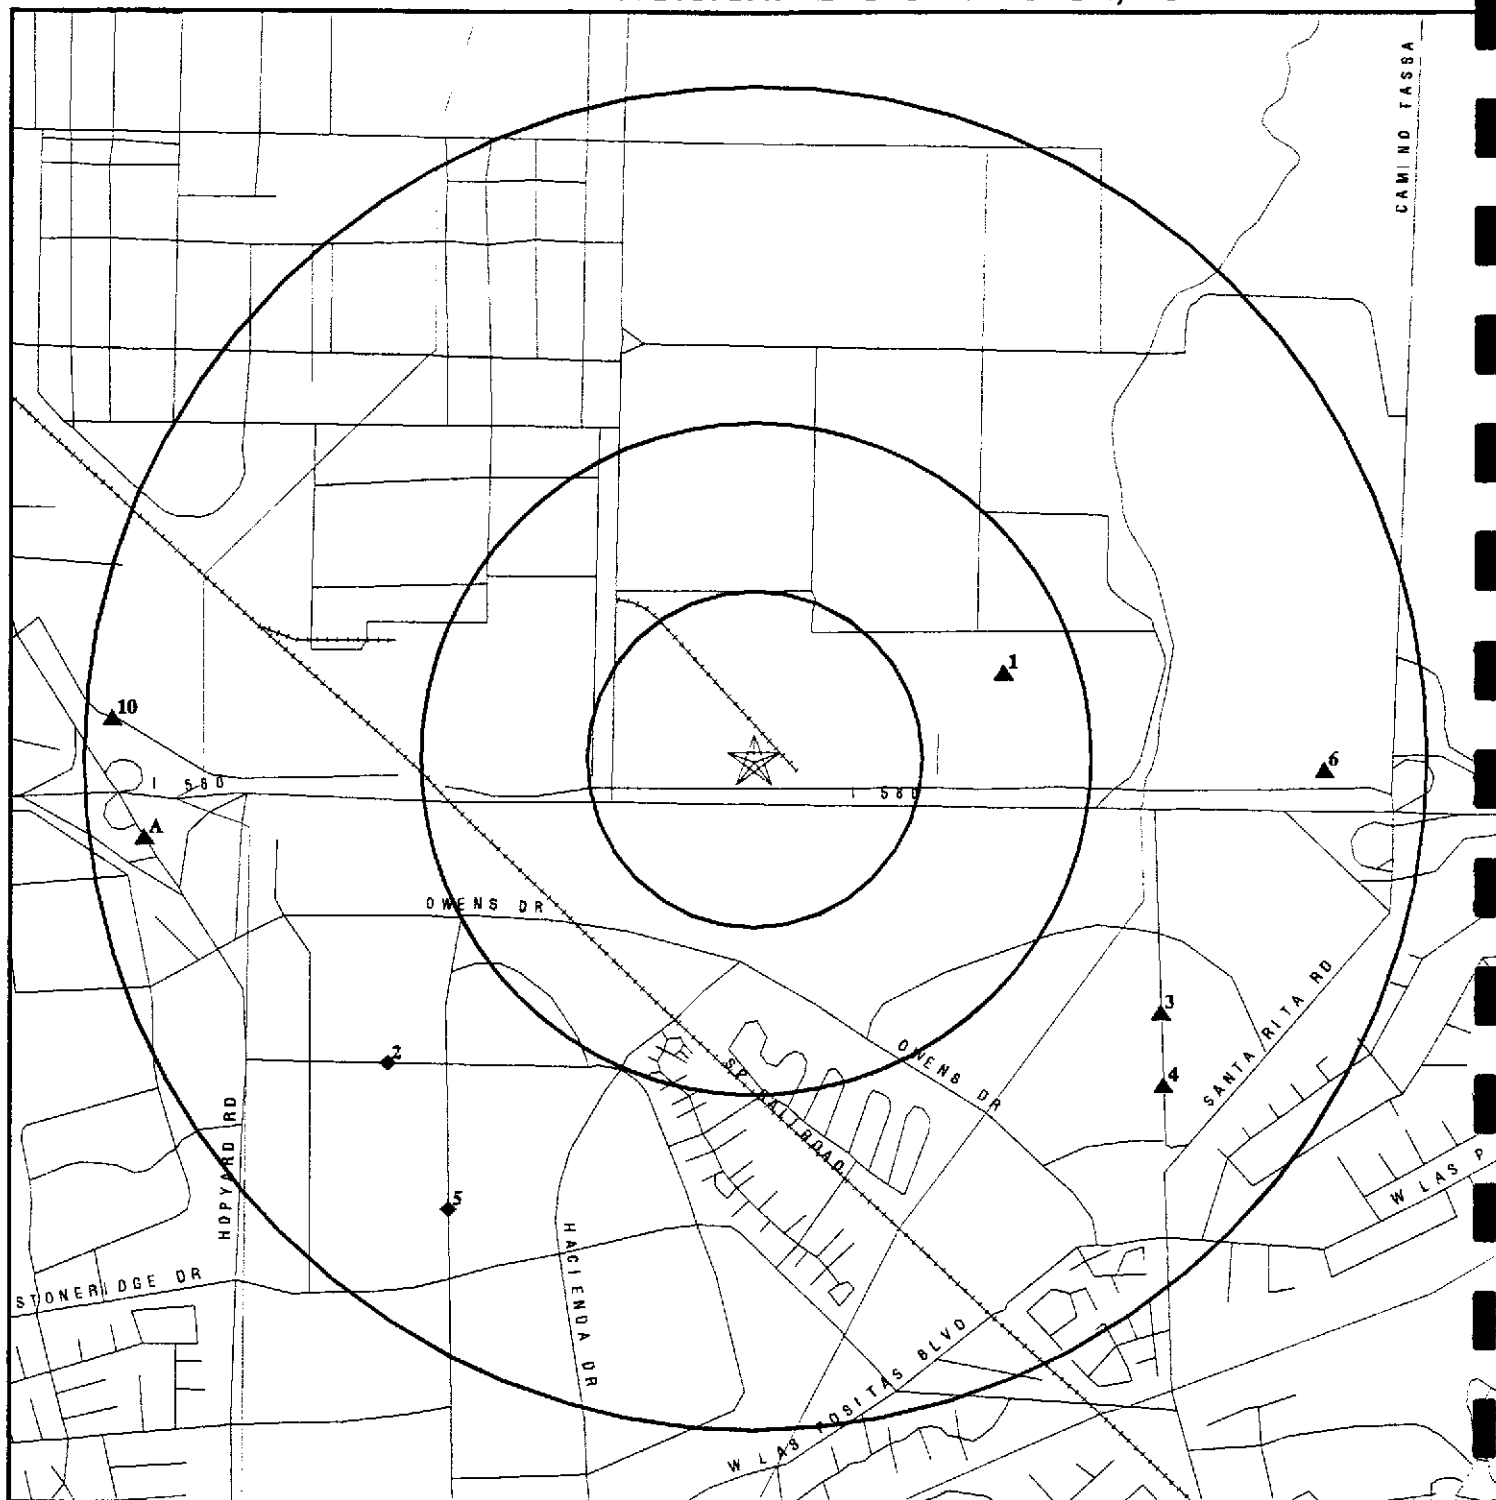 CAMINO TASSA
1
10
6
I 580
I 580
A
OWENS DR
3
2
OWENS DR
SANTA RITA RD
4
SP RAILROAD
HOPYARD RD
W LAS P
5
HACIENDA DR
STONERIDGE DR
W LAS POSITAS BLVD